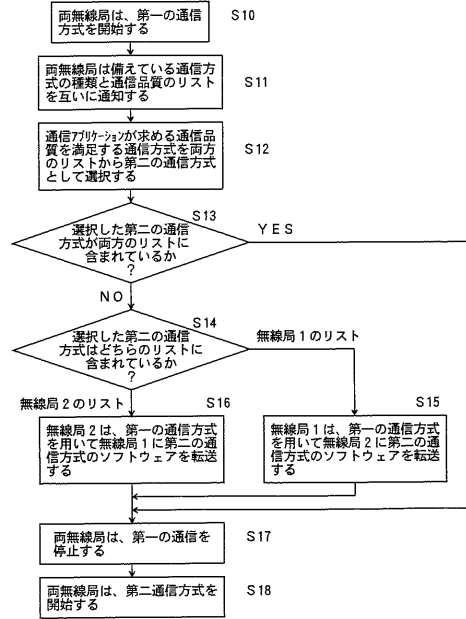 両無線局は、第一の通信
方式を開始する
S10
両無線局は備えている通信方
式の種類と通信品質のリスト
を互いに通知する
S11
通信アプリケーションが求める通信品
質を満足する通信方式を両方
のリストから第二の通信方式
として選択する
S12
S13
選択した第二の通信
方式が両方のリストに
含まれているか
?
YES
NO
S14
選択した第二の通信
方式はどちらのリストに
含まれているか
?
無線局1のリスト
無線局2のリスト
S16
S15
無線局2は、第一の通信方式
を用いて無線局1に第二の通
信方式のソフトウェアを転送
する
無線局1は、第一の通信方式
を用いて無線局2に第二の通
信方式のソフトウェアを転送
する
両無線局は、第一の通信を
停止する
S17
両無線局は、第二通信方式を
開始する
S18